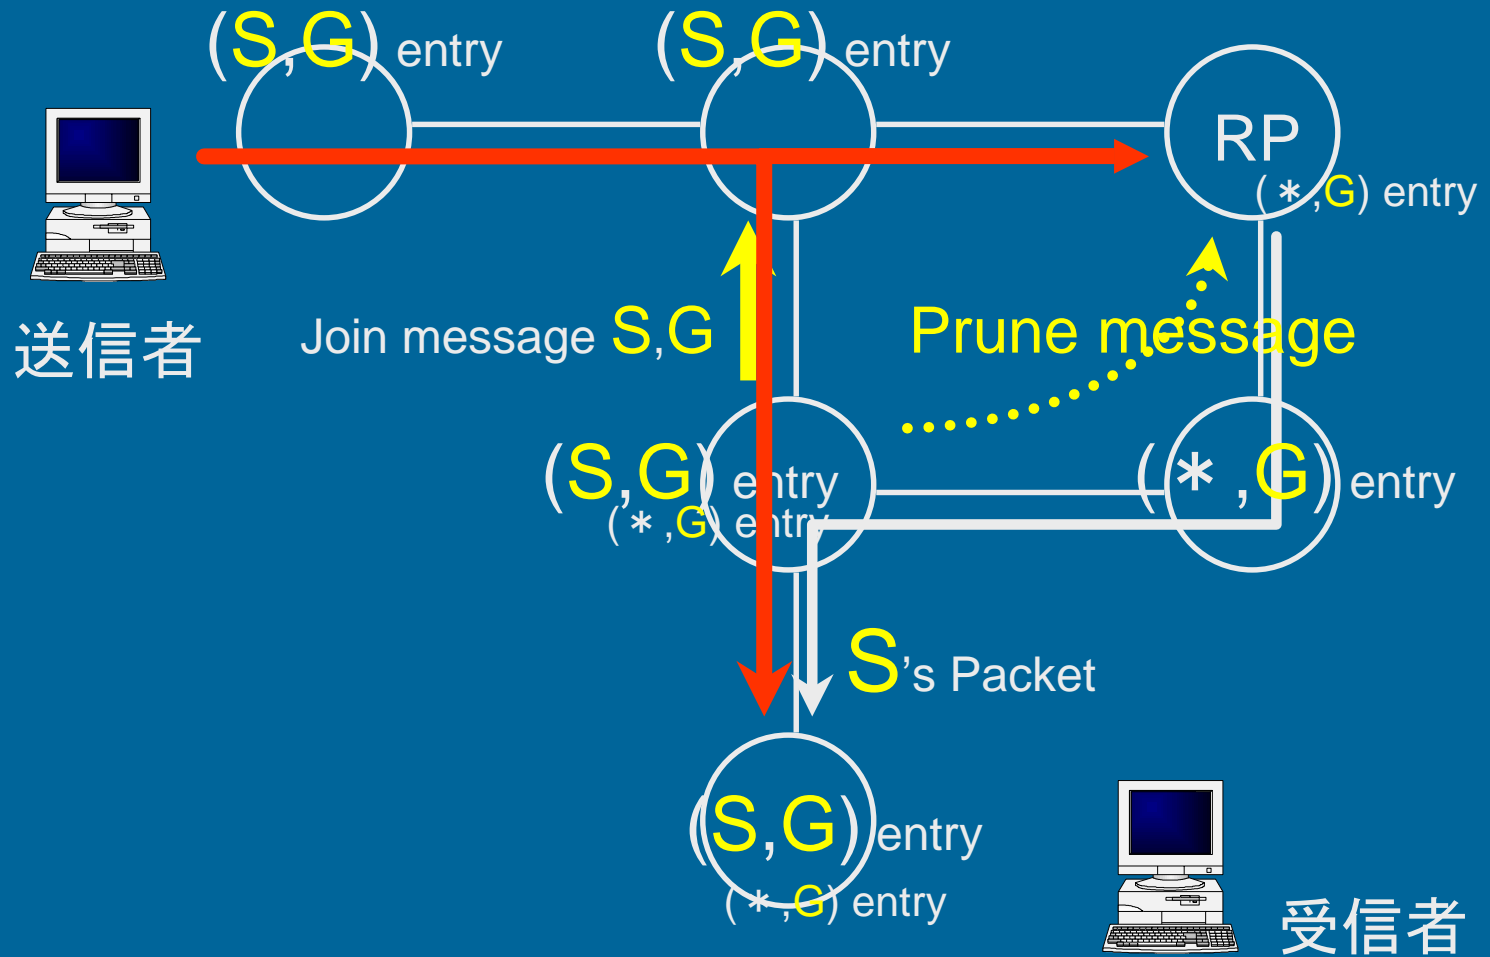 (S,G) entry
(S,G) entry
RP
(*,G) entry
送信者
Join message S,G
Prune message
(S,G) entry
(*,G) entry
(*,G) entry
S's Packet
(S,G) entry
(*,G) entry
受信者